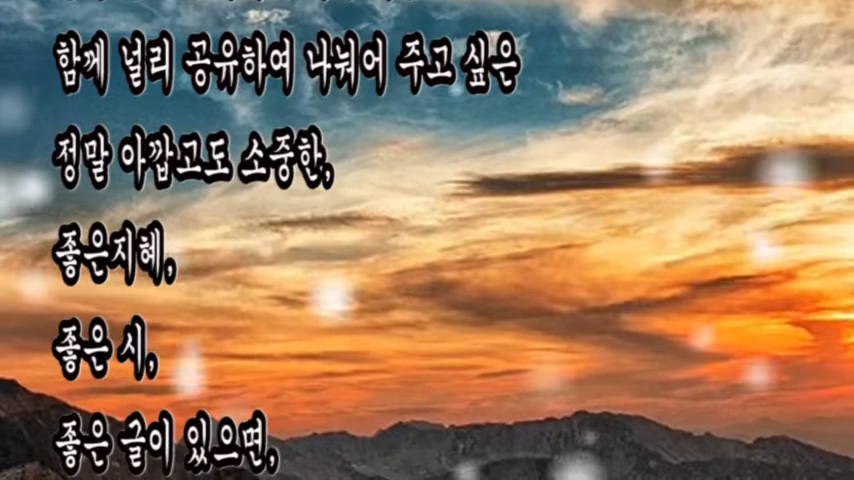 함께 널리 공유하여 나눠어 주고 싶은
정말 아깝고도 소중한,
좋은지혜,
좋은 시,
좋은 글이 있으면,